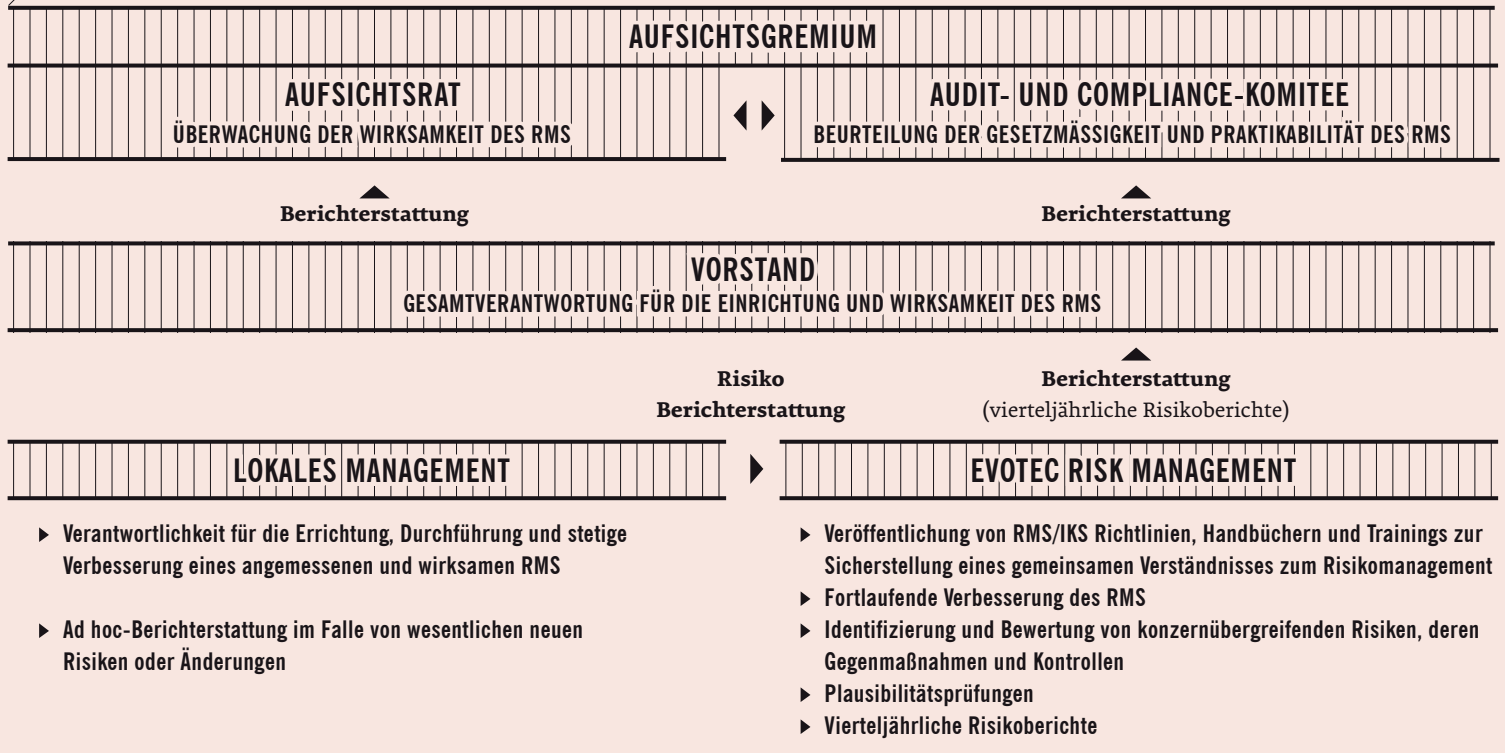 AUFSICHTSGREMIUM
AUFSICHTSRAT
ÜBERWACHUNG DER WIRKSAMKEIT DES RMS
AUDIT- UND COMPLIANCE-KOMITEE
BEURTEILUNG DER GESETZMÄSSIGKEIT UND PRAKTIKABILITÄT DES RMS
Berichterstattung
Berichterstattung
VORSTAND
GESAMTVERANTWORTUNG FÜR DIE EINRICHTUNG UND WIRKSAMKEIT DES RMS
Risiko
Berichterstattung
Berichterstattung
(vierteljährliche Risikoberichte)
LOKALES MANAGEMENT
Verantwortlichkeit für die Errichtung, Durchführung und stetige
Verbesserung eines angemessenen und wirksamen RMS
Ad hoc-Berichterstattung im Falle von wesentlichen neuen
Risiken oder Änderungen
EVOTEC RISK MANAGEMENT
Veröffentlichung von RMS/IKS Richtlinien, Handbüchern und Trainings zur
Sicherstellung eines gemeinsamen Verständnisses zum Risikomanagement
Fortlaufende Verbesserung des RMS
Identifizierung und Bewertung von konzernübergreifenden Risiken, deren
Gegenmaßnahmen und Kontrollen
Plausibilitätsprüfungen
Vierteljährliche Risikoberichte